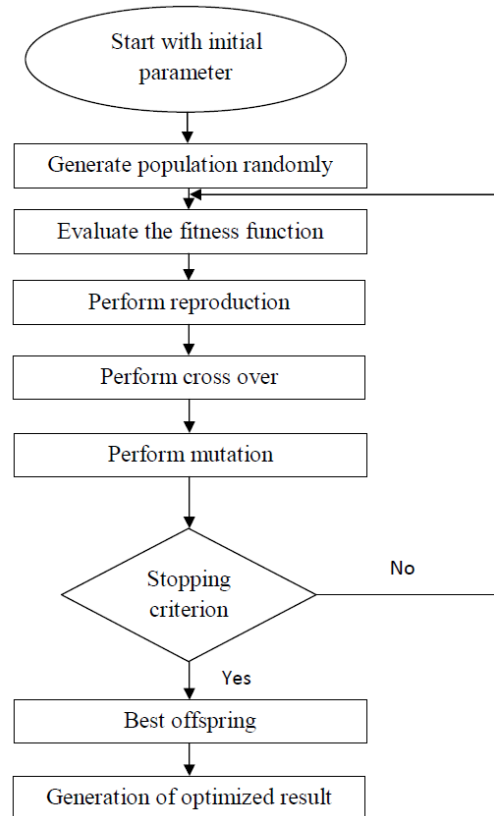 Start with initial
parameter
Generate population randomly
Evaluate the fitness function
Perform reproduction
Perform cross over
Perform mutation
Stopping
criterion
No
Yes
Best offspring
Generation of optimized result